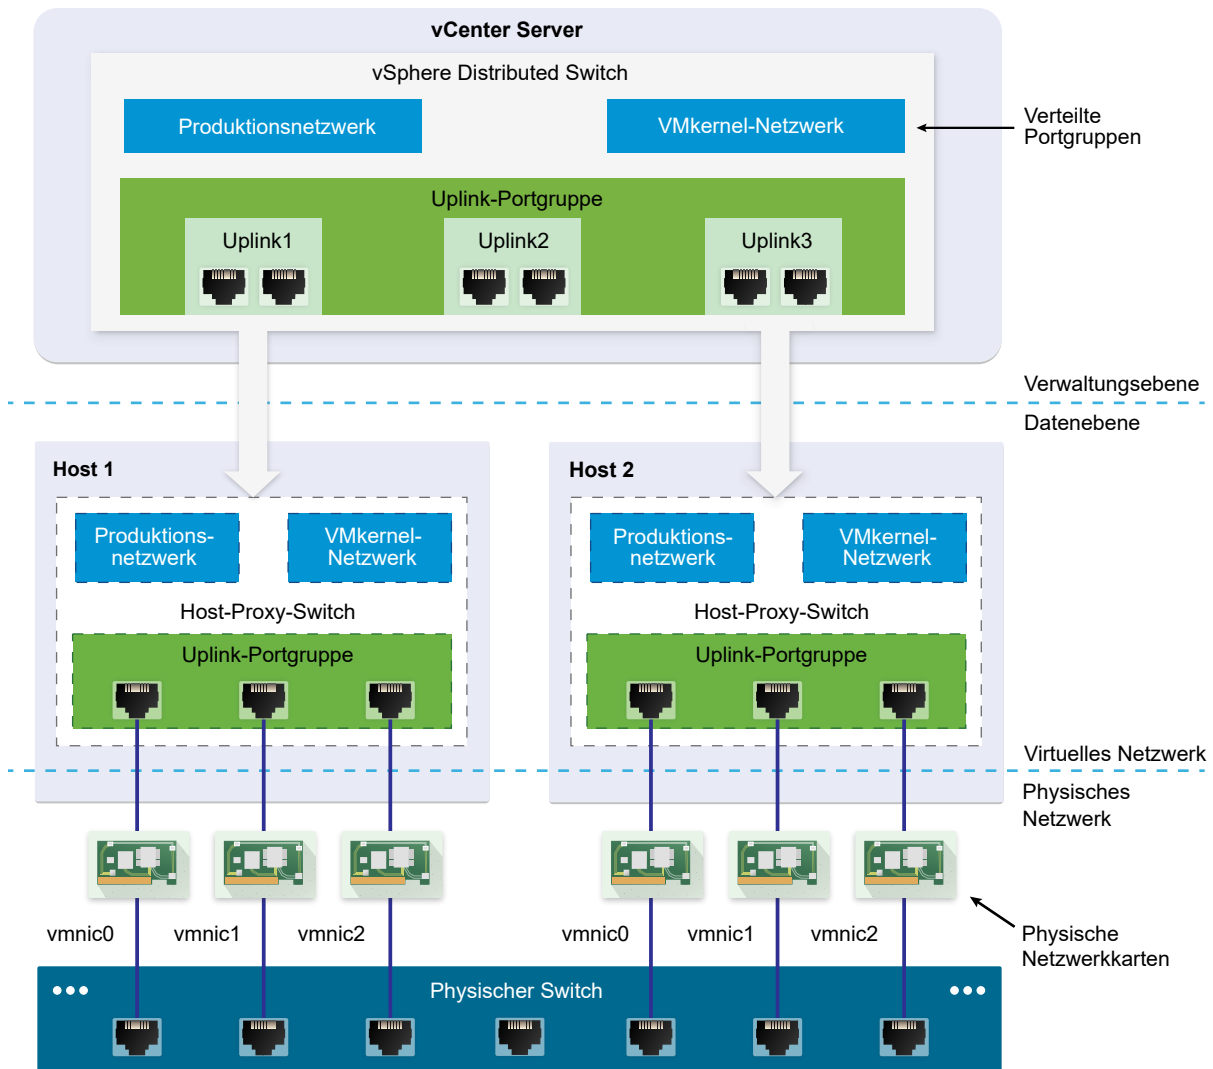 vCenter Server
vSphere Distributed Switch
Produktionsnetzwerk
VMkernel-Netzwerk
Verteilte
Portgruppen
Uplink-Portgruppe
Uplink1
Uplink2
Uplink3
Verwaltungsebene
Datenebene
Host 1
Produktions-
netzwerk
VMkernel-
Netzwerk
Host-Proxy-Switch
Uplink-Portgruppe
Host 2
Produktionsnetzwerk
VMkernel-
Netzwerk
Host-Proxy-Switch
Uplink-Portgruppe
Virtuelles Netzwerk
Physisches
Netzwerk
vmnic0
vmnic1
vmnic2
vmnic0
vmnic1
vmnic2
Physische
Netzwerkkarten
Physischer Switch